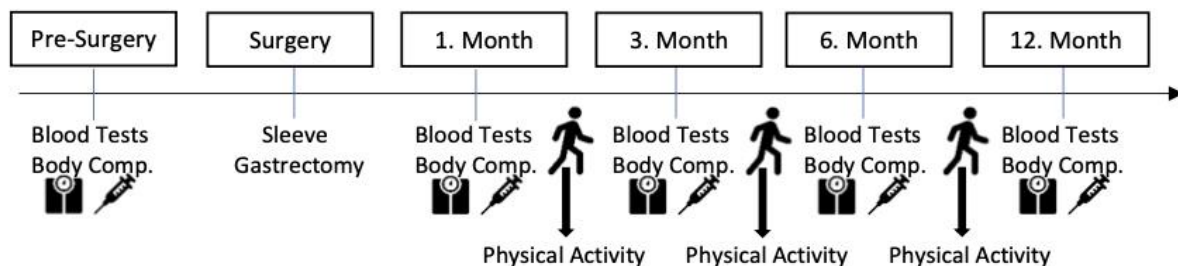 Pre-Surgery
Surgery
1. Month
3. Month
6. Month
12. Month
Blood Tests
Body Comp.
Sleeve
Gastrectomy
Blood Tests
Body Comp.
Blood Tests
Body Comp.
Blood Tests
Body Comp.
Blood Tests
Body Comp.
Physical Activity
Physical Activity
Physical Activity